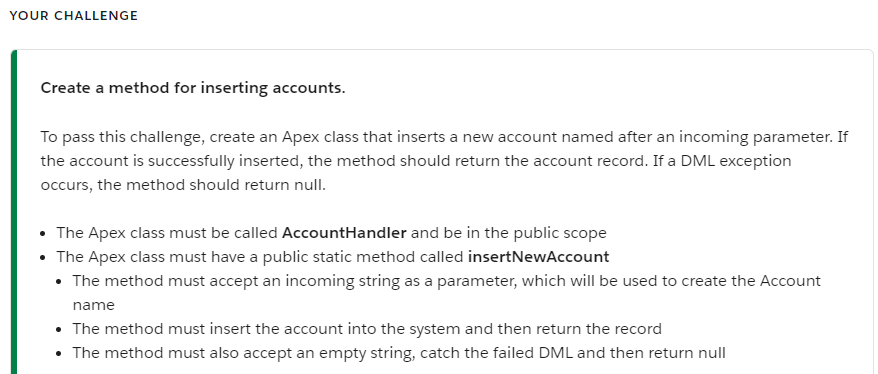 YOUR CHALLENGE
Create a method for inserting accounts.
To pass this challenge, create an Apex class that inserts a new account named after an incoming parameter. If
the account is successfully inserted, the method should return the account record. If a DML exception
occurs, the method should return null.
• The Apex class must be called AccountHandler and be in the public scope
• The Apex class must have a public static method called insertNewAccount
• The method must accept an incoming string as a parameter, which will be used to create the Account
name
• The method must insert the account into the system and then return the record
• The method must also accept an empty string, catch the failed DML and then return null